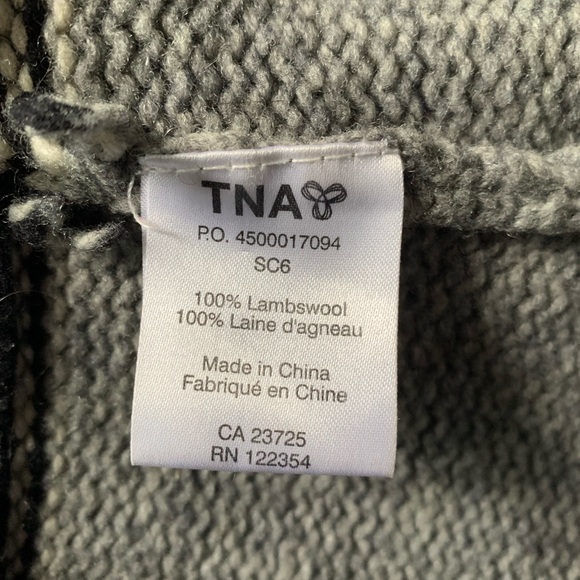 TNA
P.O. 4500017094
SC6
100% Lambswool
100% Laine d'agneau
Made in China
Fabriqué en Chine
CA 23725
RN 122354